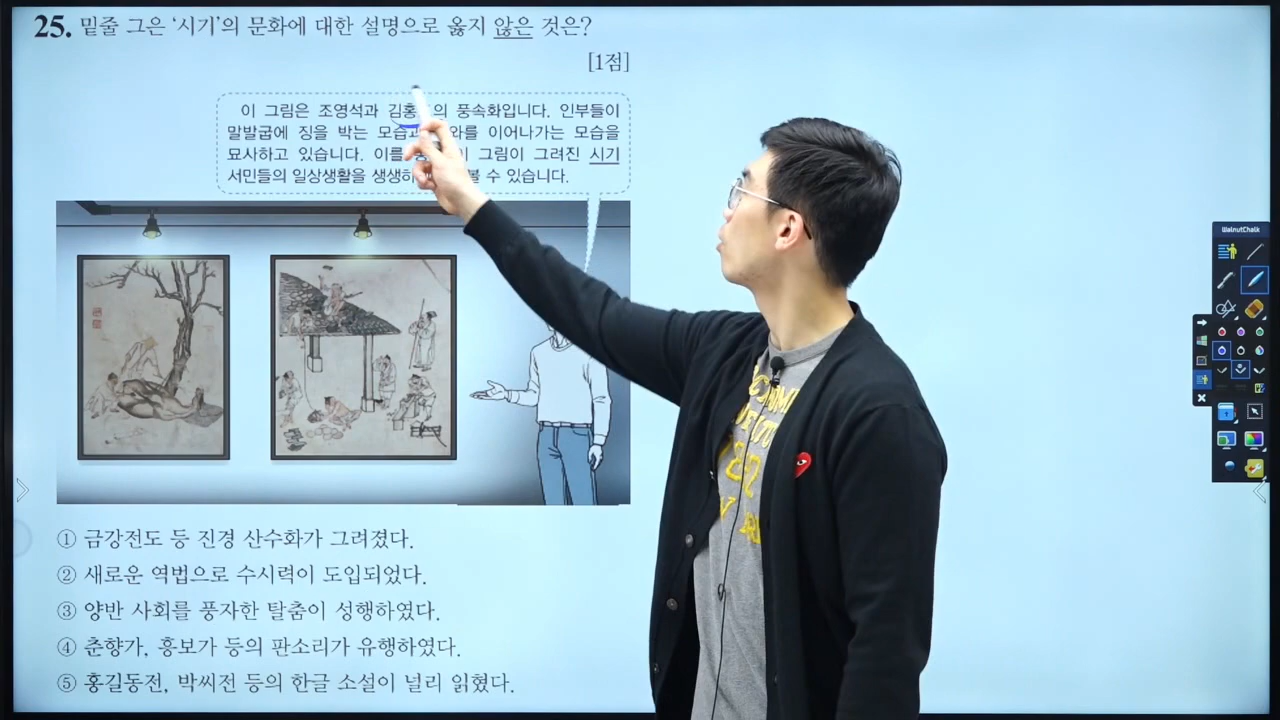 25. 밑줄 그은 '시기'의 문화에 대한 설명으로 옳지 않은 것은?
[1점]
이 그림은 조영석과 김홍 의 풍속화입니다. 인부들이
말발굽에 징을 박는 모습과 와를 이어나가는 모습을
묘사하고 있습니다. 이를 이 그림이 그려진 시기
서민들의 일상생활을 생생하 볼 수 있습니다.
① 금강전도 등 진경 산수화가 그려졌다.
② 새로운 역법으로 수시력이 도입되었다.
③ 양반 사회를 풍자한 탈춤이 성행하였다.
④ 춘향가, 흥보가 등의 판소리가 유행하였다.
⑤ 홍길동전, 박씨전 등의 한글 소설이 널리 읽혔다.
WalnutChalk